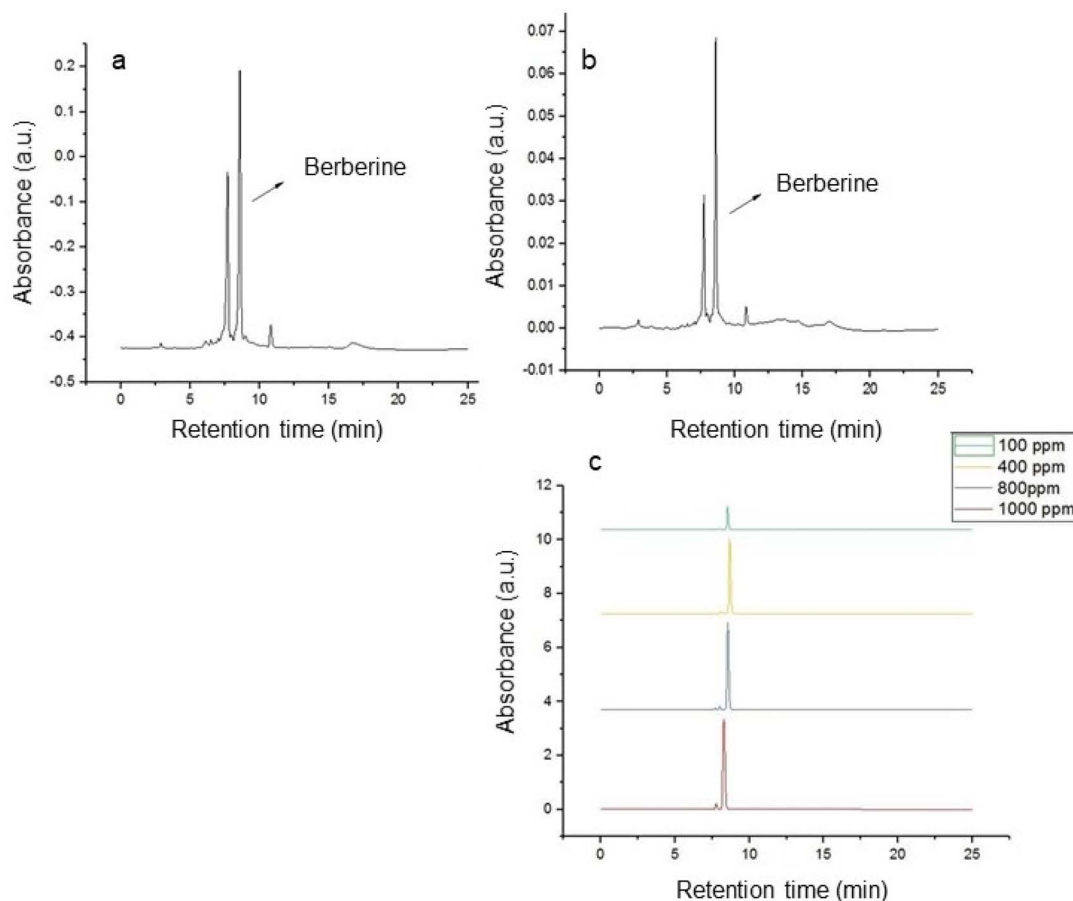 a
0.2
0.1
0.0
-0.1
-0.2
-0.3
-0.4
-0.5
Absorbance (a.u.)
Berberine
0 5 10 15 20 25
Retention time (min)
b
0.07
0.06
0.05
0.04
0.03
0.02
0.01
0.00
-0.01
Absorbance (a.u.)
Berberine
0 5 10 15 20 25
Retention time (min)
c
100 ppm
400 ppm
800ppm
1000 ppm
12
10
8
6
4
2
0
Absorbance (a.u.)
0 5 10 15 20 25
Retention time (min)